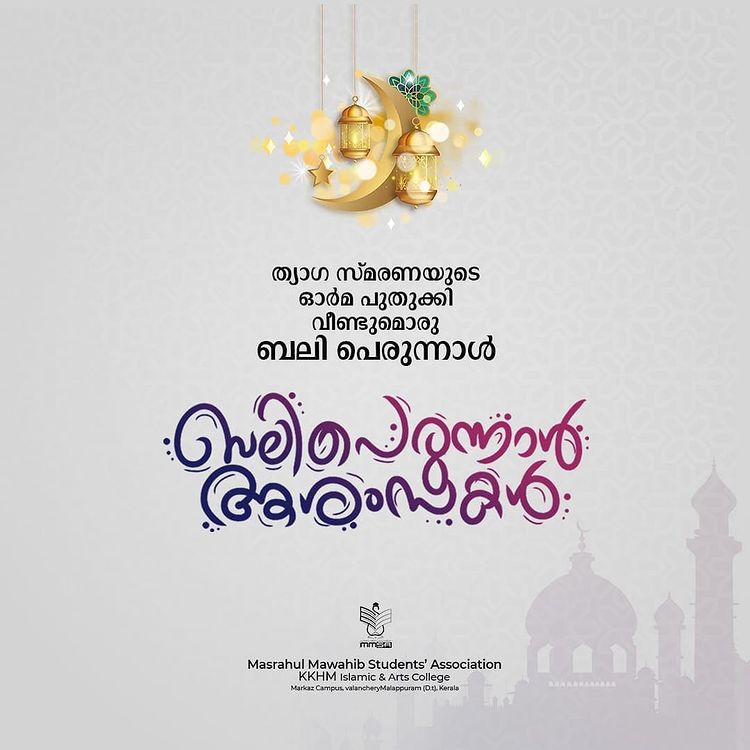 ത്യാഗ സ്മരണയുടെ
ഓർമ പുതുക്കി
വീണ്ടുമൊരു
ബലി പെരുന്നാൾ
ബലിപെരുന്നാൾ
ആശംസകൾ
Masrahul Mawahib Students' Association
KKHM Islamic & Arts College
Markaz Campus, valancheryMalappuram (D.t), Kerala